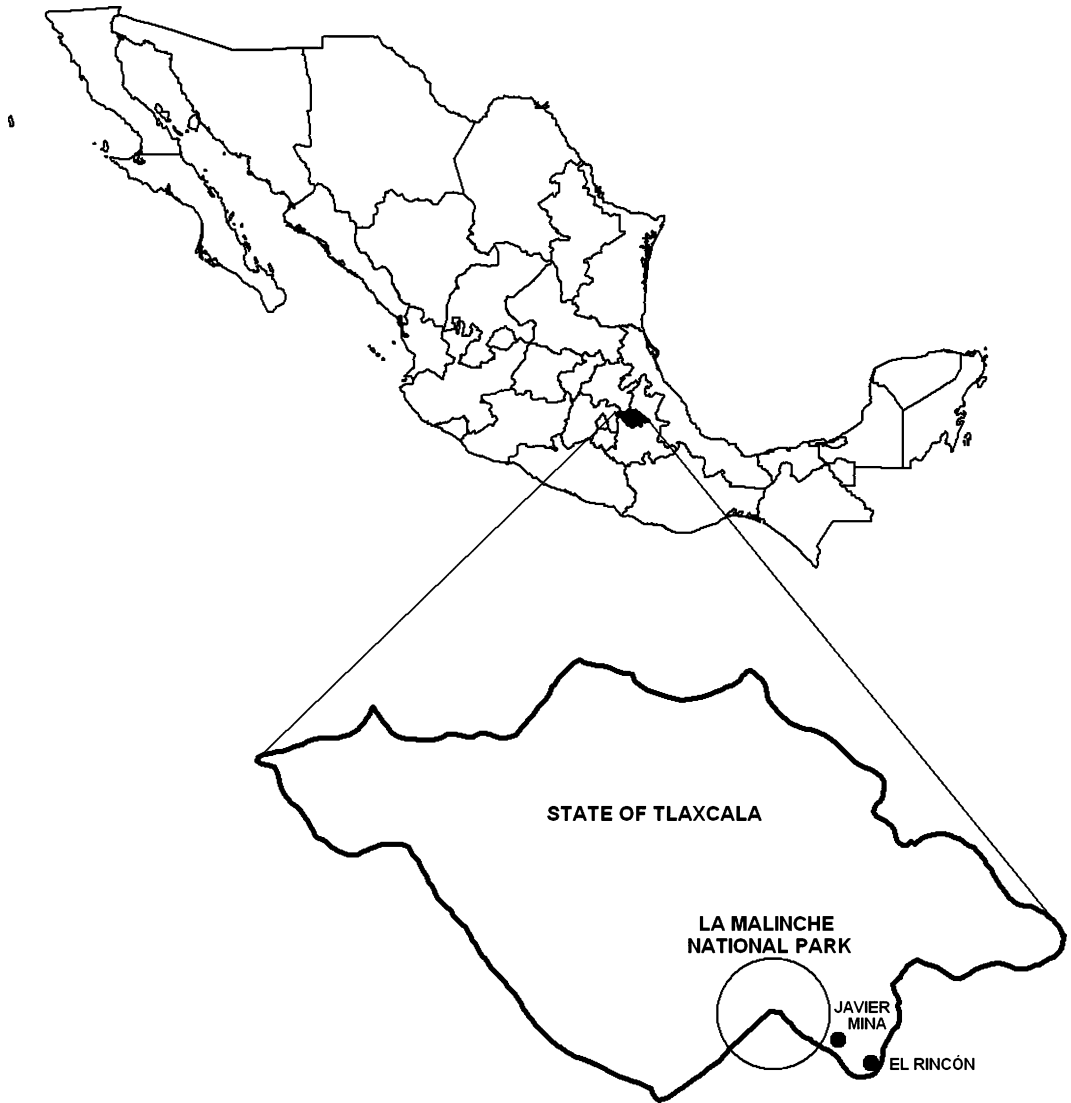 STATE OF TLAXCALA
LA MALINCHE
NATIONAL PARK
JAVIER
MINA
EL RINCÓN